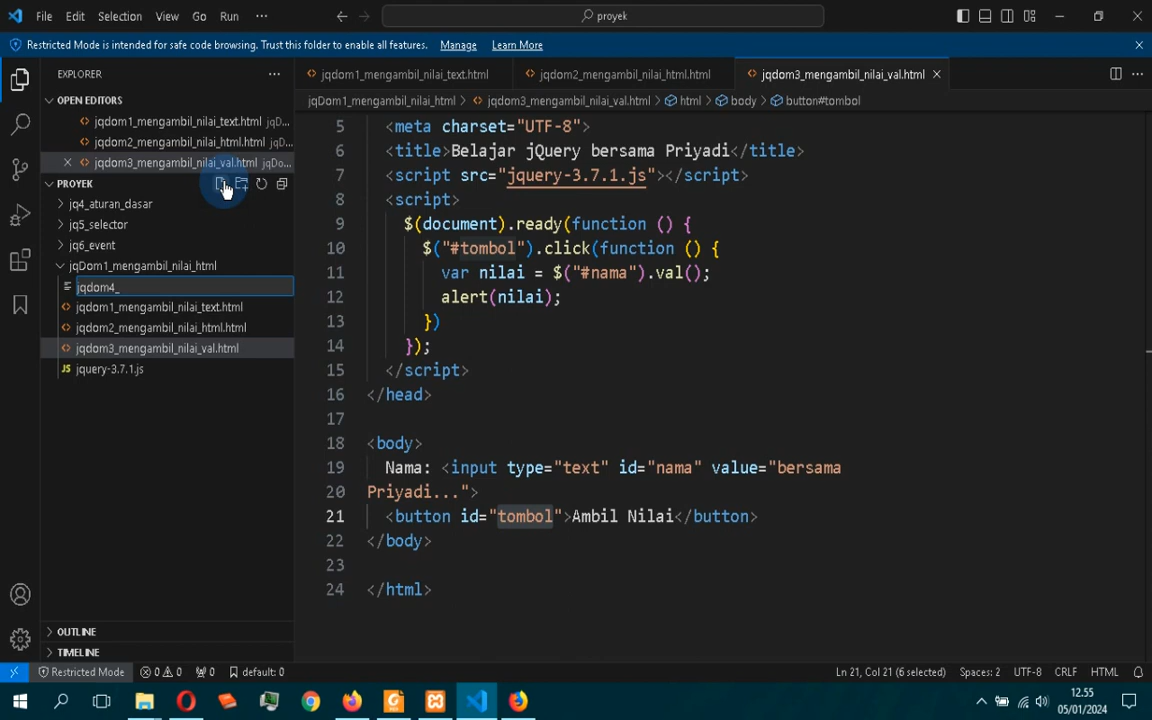 File Edit Selection View Go Run ··· proyek
Restricted Mode is intended for safe code browsing. Trust this folder to enable all features. Manage Learn More
EXPLORER ···
OPEN EDITORS
jqdom1_mengambil_nilai_text.html jqD...
jqdom2_mengambil_nilai_html.html jqD...
jqdom3_mengambil_nilai_val.html jqDo...
PROYEK
jq4_aturan_dasar
jq5_selector
jq6_event
jqDom1_mengambil_nilai_html
jqdom4_
jqdom1_mengambil_nilai_text.html
jqdom2_mengambil_nilai_html.html
jqdom3_mengambil_nilai_val.html
JS jquery-3.7.1.js
OUTLINE
TIMELINE
jqdom1_mengambil_nilai_text.html jqdom2_mengambil_nilai_html.html jqdom3_mengambil_nilai_val.html
jqDom1_mengambil_nilai_html > jqdom3_mengambil_nilai_val.html > html > body > button#tombol
5 <meta charset="UTF-8">
6 <title>Belajar jQuery bersama Priyadi</title>
7 <script src="jquery-3.7.1.js"></script>
8 <script>
9 $(document).ready(function () {
10 $("#tombol").click(function () {
11 var nilai = $("#nama").val();
12 alert(nilai);
13 })
14 });
15 </script>
16 </head>
17
18 <body>
19 Nama: <input type="text" id="nama" value="bersama
20 Priyadi...">
21 <button id="tombol">Ambil Nilai</button>
22 </body>
23
24 </html>
Restricted Mode 0 0 0 default: 0 Ln 21, Col 21 (6 selected) Spaces: 2 UTF-8 CRLF HTML
12.55
05/01/2024